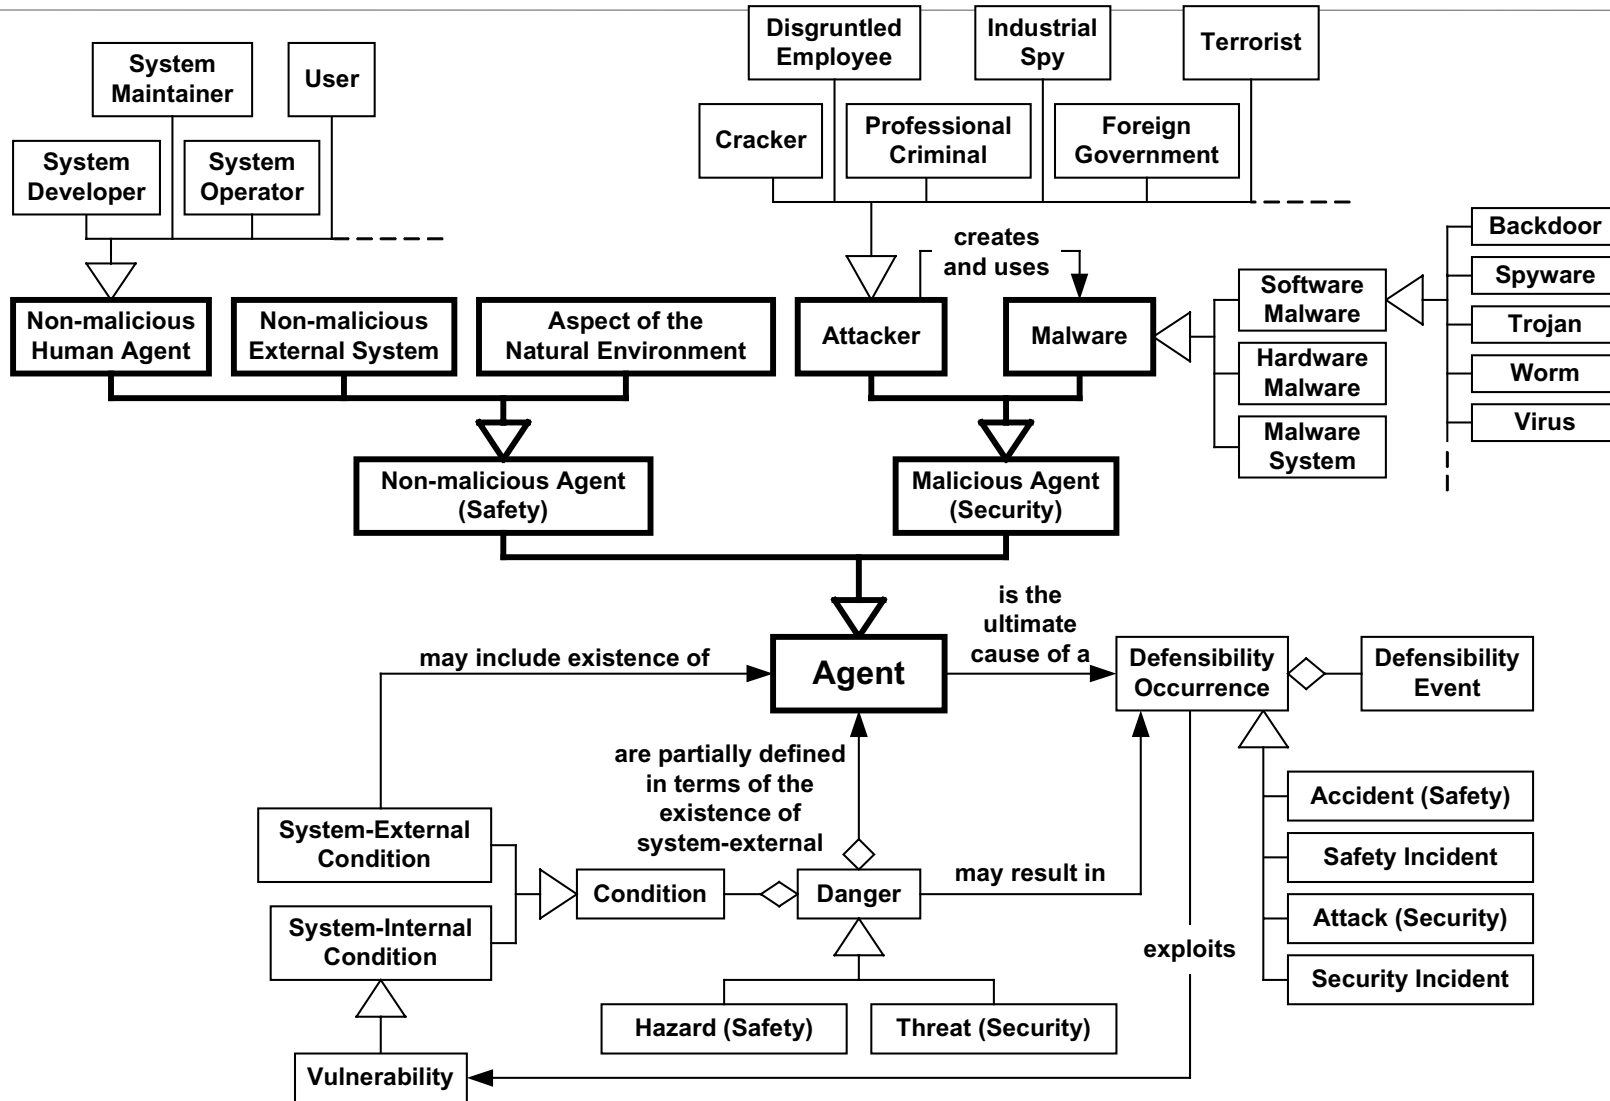 Disgruntled
Employee
Industrial
Spy
Terrorist
System
Maintainer
User
Cracker
Professional
Criminal
Foreign
Government
System
Developer
System
Operator
creates
and uses
Backdoor
Spyware
Trojan
Worm
Virus
Software
Malware
Hardware
Malware
Malware
System
Non-malicious
Human Agent
Non-malicious
External System
Aspect of the
Natural Environment
Attacker
Malware
Non-malicious Agent
(Safety)
Malicious Agent
(Security)
is the
ultimate
cause of a
may include existence of
Agent
Defensibility
Occurrence
Defensibility
Event
are partially defined
in terms of the
existence of
system-external
Accident (Safety)
Safety Incident
Attack (Security)
Security Incident
System-External
Condition
Condition
Danger
may result in
System-Internal
Condition
exploits
Hazard (Safety)
Threat (Security)
Vulnerability